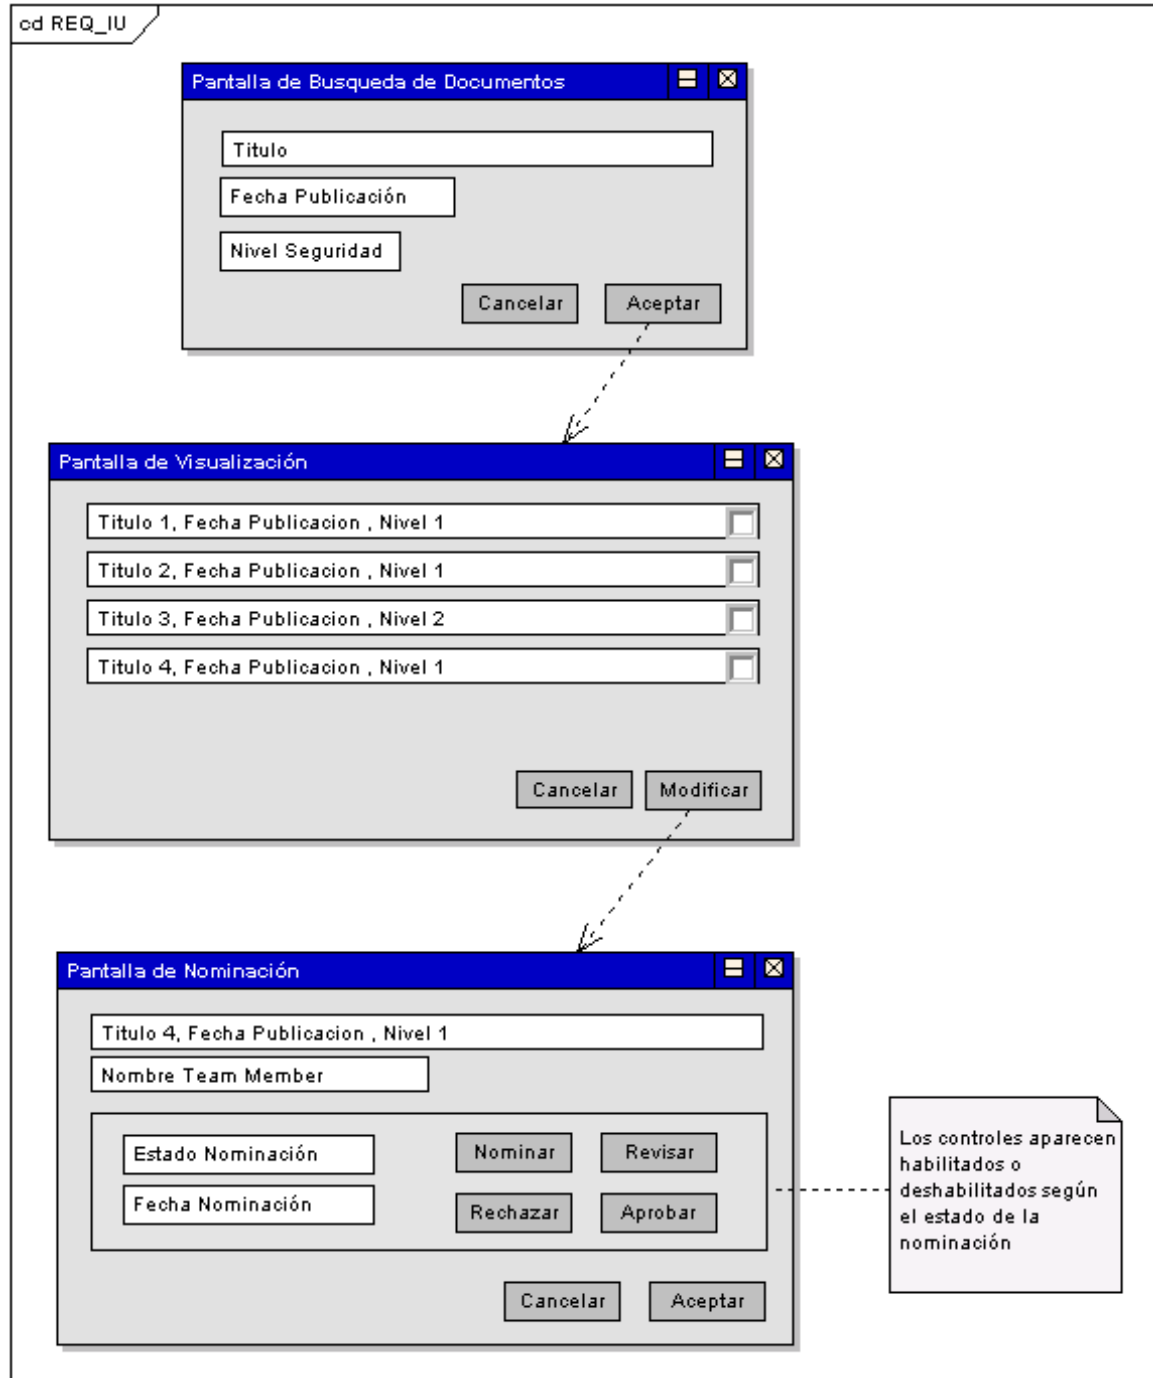 cd REQ_IU
Pantalla de Busqueda de Documentos
Titulo
Fecha Publicación
Nivel Seguridad
Cancelar
Aceptar
Pantalla de Visualización
Titulo 1, Fecha Publicacion , Nivel 1
Titulo 2, Fecha Publicacion , Nivel 1
Titulo 3, Fecha Publicacion , Nivel 2
Titulo 4, Fecha Publicacion , Nivel 1
Cancelar
Modificar
Pantalla de Nominación
Titulo 4, Fecha Publicacion , Nivel 1
Nombre Team Member
Estado Nominación
Nominar
Revisar
Fecha Nominación
Rechazar
Aprobar
Cancelar
Aceptar
Los controles aparecen
habilitados o
deshabilitados según
el estado de la
nominación